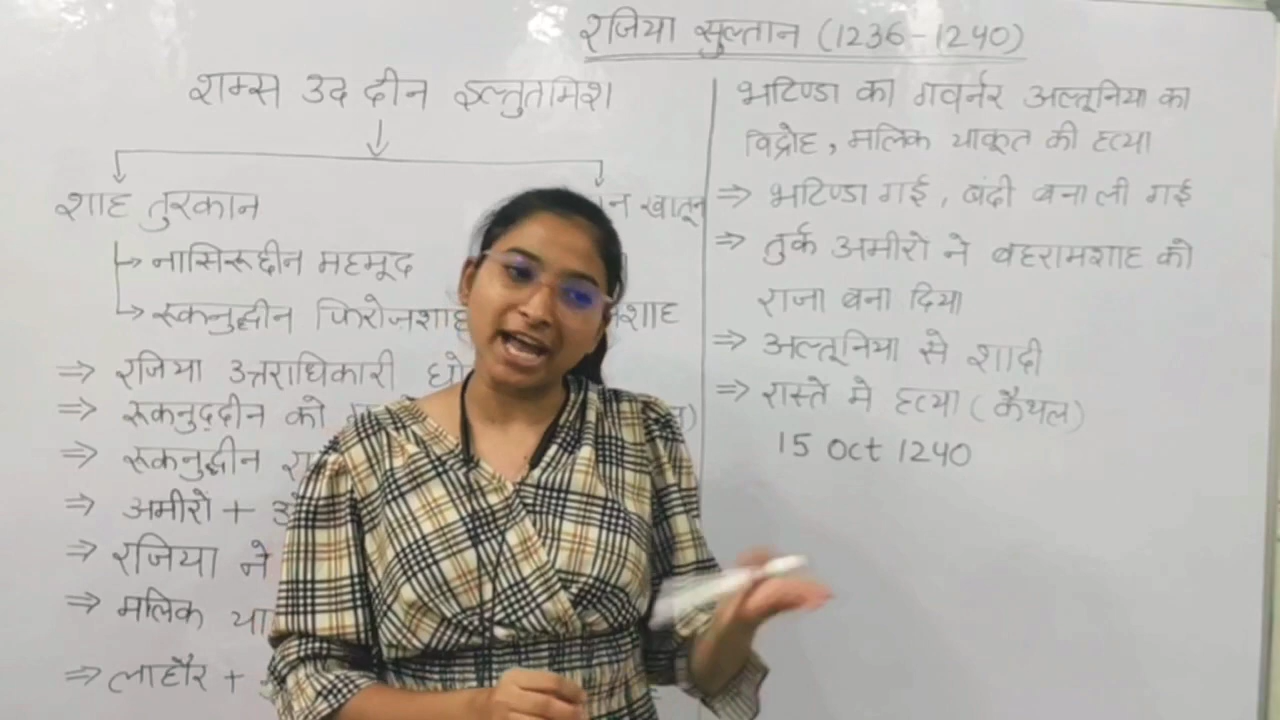 रजिया सुल्तान (1236-1240)
शम्स उद दीन इल्तुतमिश
शाह तुरकान
न खातून
↳ नासिरूद्दीन महमूद
↳ रूकनुद्दीन फिरोजशाह
शाह
⇒ रजिया उत्तराधिकारी
⇒ रूकनुद्दीन को
⇒ रूकनुद्दीन
⇒ अमीरो +
⇒ रजिया ने
⇒ मलिक
⇒ लाहौर +
भटिण्डा का गवर्नर अल्तूनिया का
विद्रोह, मलिक याकूत की हत्या
⇒ भटिण्डा गई, बंदी बना ली गई
⇒ तुर्क अमीरो ने बहरामशाह को
राजा बना दिया
⇒ अल्तूनिया से शादी
⇒ रास्ते मे हत्या (कैथल)
15 Oct 1240